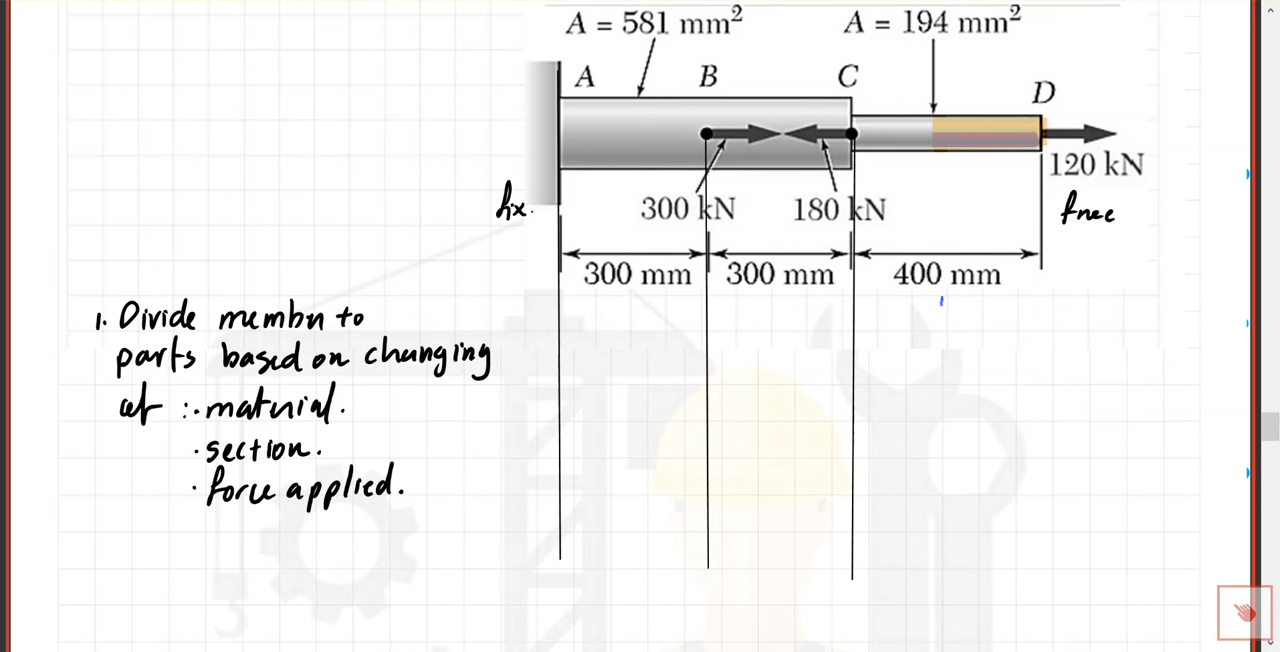 A = 581 mm²
A = 194 mm²
A
B
C
D
120 kN
fix.
300 kN
180 kN
free
300 mm
300 mm
400 mm
1. Divide member to
parts based on changing
at : · material.
· section.
· force applied.